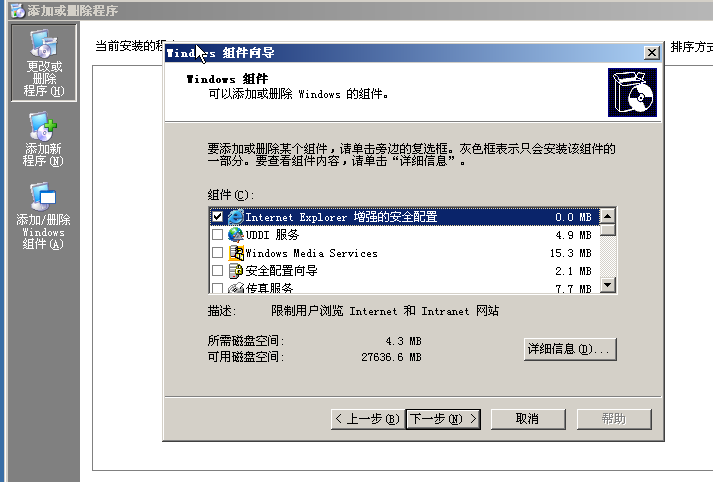 添加或删除程序
更改或
删除
程序(H)
添加新
程序(N)
添加/删除
Windows
组件(A)
当前安装的程
排序方式
Windows 组件向导
Windows 组件
可以添加或删除 Windows 的组件。
要添加或删除某个组件，请单击旁边的复选框。灰色框表示只会安装该组件的
一部分。要查看组件内容，请单击“详细信息”。
组件(C):
Internet Explorer 增强的安全配置 0.0 MB
UDDI 服务 4.9 MB
Windows Media Services 15.3 MB
安全配置向导 2.1 MB
传真服务 7.7 MB
描述: 限制用户浏览 Internet 和 Intranet 网站
所需磁盘空间: 4.3 MB
可用磁盘空间: 27636.6 MB
详细信息(D)...
< 上一步(B) 下一步(N) > 取消 帮助